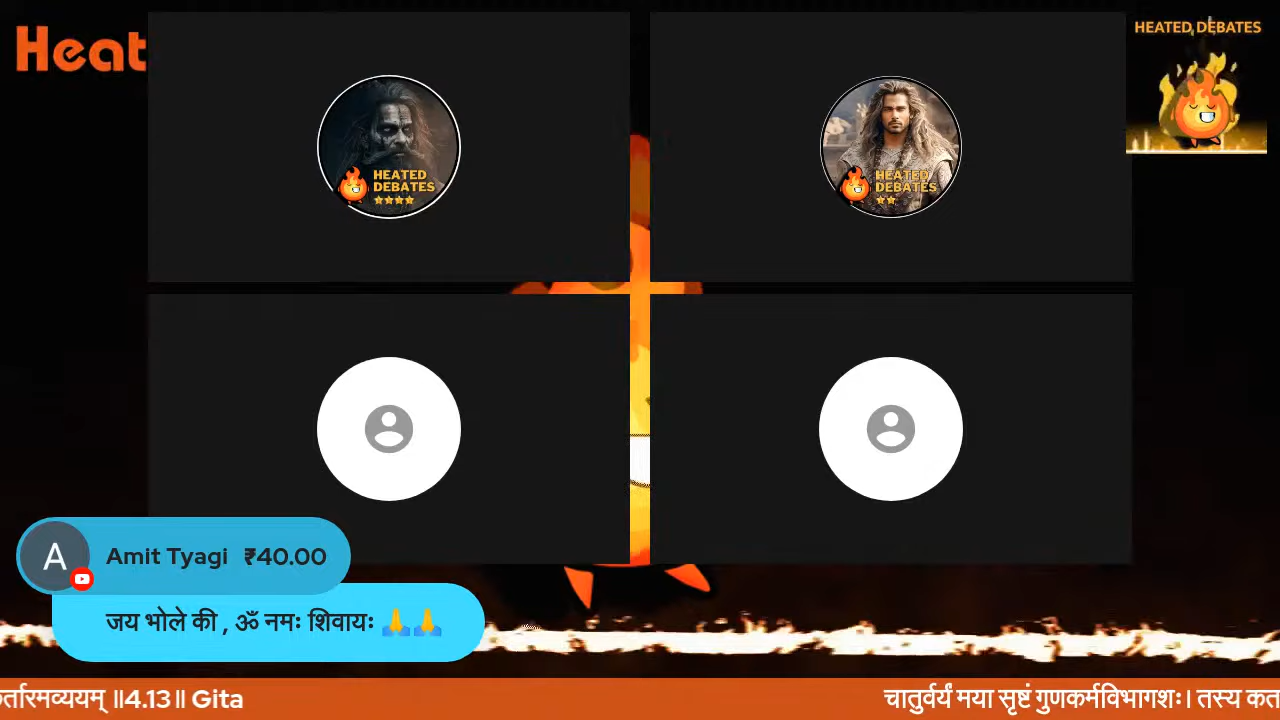 Heat
HEATED DEBATES
HEATED
DEBATES
HEATED
DEBATES
A
Amit Tyagi ₹40.00
जय भोले की , ॐ नमः शिवायः 🙏🙏
र्तारमव्ययम् ॥4.13॥ Gita
चातुर्वर्यं मया सृष्टं गुणकर्मविभागशः। तस्य कत